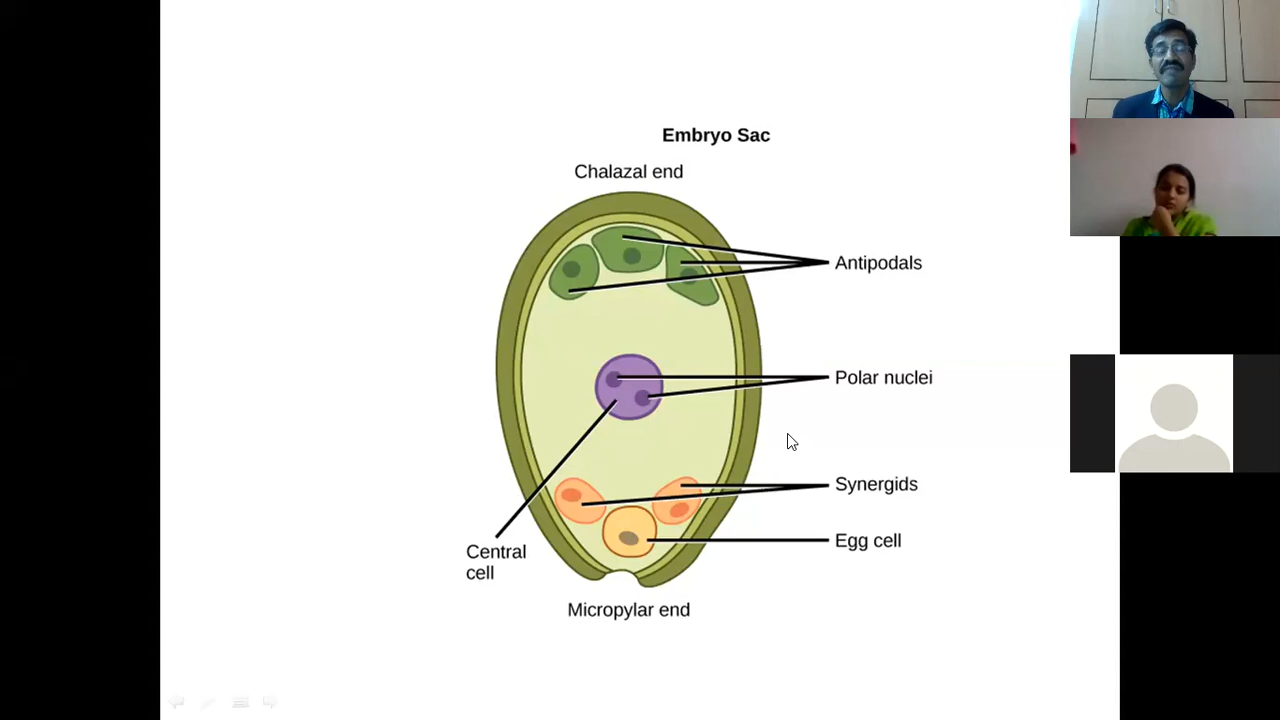 Embryo Sac
Chalazal end
Antipodals
Polar nuclei
Synergids
Egg cell
Central
cell
Micropylar end